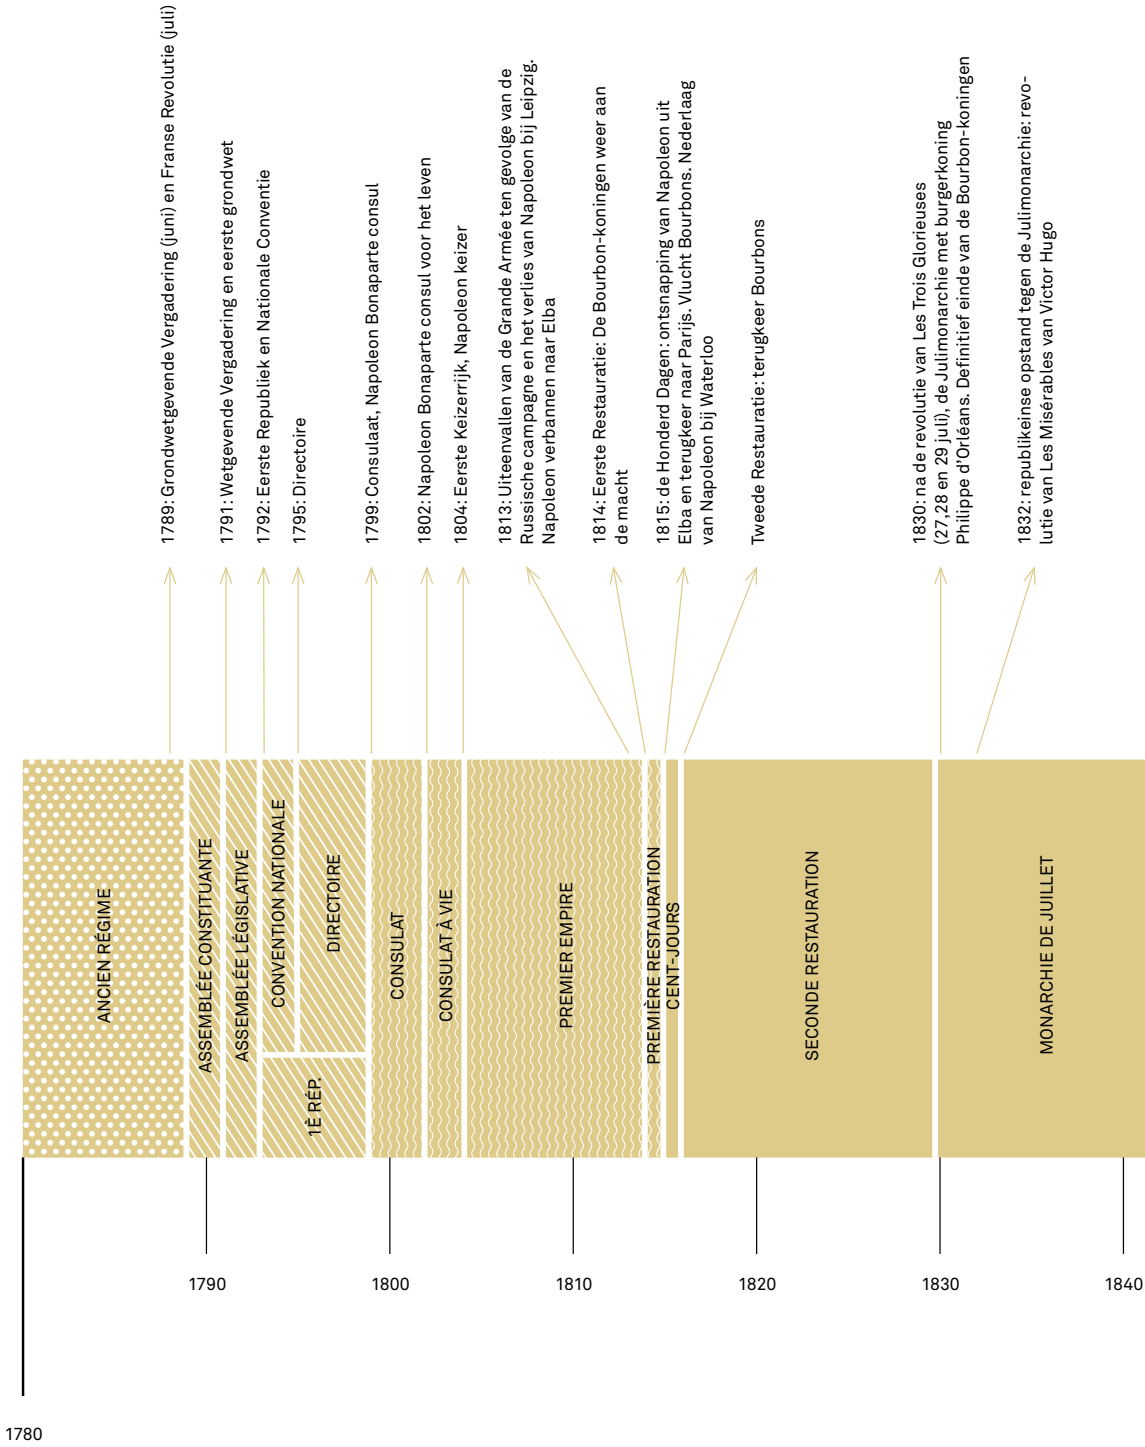 1789: Grondwetgevende Vergadering (juni) en Franse Revolutie (juli)
1791: Wetgevende Vergadering en eerste grondwet
1792: Eerste Republiek en Nationale Conventie
1795: Directoire
1799: Consulaat, Napoleon Bonaparte consul
1802: Napoleon Bonaparte consul voor het leven
1804: Eerste Keizerrijk, Napoleon keizer
1813: Uiteenvallen van de Grande Armée ten gevolge van de
Russische campagne en het verlies van Napoleon bij Leipzig.
Napoleon verbannen naar Elba
1814: Eerste Restauratie: De Bourbon-koningen weer aan
de macht
1815: de Honderd Dagen: ontsnapping van Napoleon uit
Elba en terugkeer naar Parijs. Vlucht Bourbons. Nederlaag
van Napoleon bij Waterloo
Tweede Restauratie: terugkeer Bourbons
1830: na de revolutie van Les Trois Glorieuses
(27,28 en 29 juli), de Julimonarchie met burgerkoning
Philippe d'Orléans. Definitief einde van de Bourbon-koningen
1832: republikeinse opstand tegen de Julimonarchie: revo-
lutie van Les Misérables van Victor Hugo
ANCIEN RÉGIME
ASSEMBLÉE CONSTITUANTE
ASSEMBLÉE LÉGISLATIVE
CONVENTION NATIONALE
DIRECTOIRE
1È RÉP.
CONSULAT
CONSULAT À VIE
PREMIER EMPIRE
PREMIÈRE RESTAURATION
CENT-JOURS
SECONDE RESTAURATION
MONARCHIE DE JUILLET
1790
1800
1810
1820
1830
1840
1780